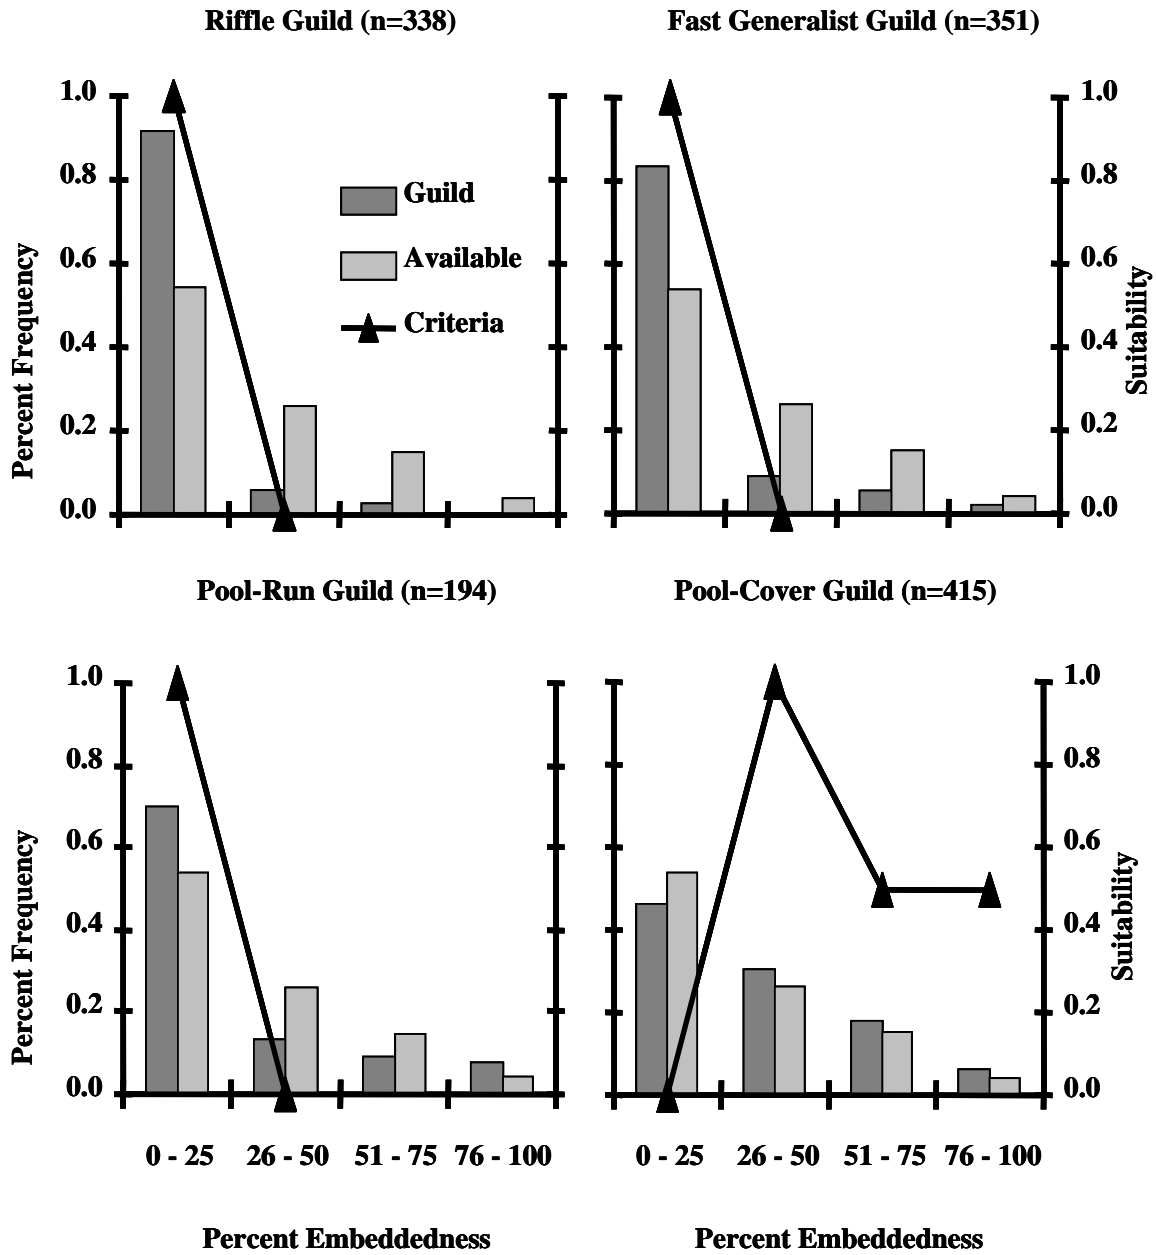 Riffle Guild (n=338)
Fast Generalist Guild (n=351)
1.0
0.8
0.6
0.4
0.2
0.0
Percent Frequency
Guild
Available
Criteria
1.0
0.8
0.6
0.4
0.2
0.0
Suitability
Pool-Run Guild (n=194)
Pool-Cover Guild (n=415)
1.0
0.8
0.6
0.4
0.2
0.0
Percent Frequency
1.0
0.8
0.6
0.4
0.2
0.0
Suitability
0 - 25 26 - 50 51 - 75 76 - 100
0 - 25 26 - 50 51 - 75 76 - 100
Percent Embeddedness
Percent Embeddedness